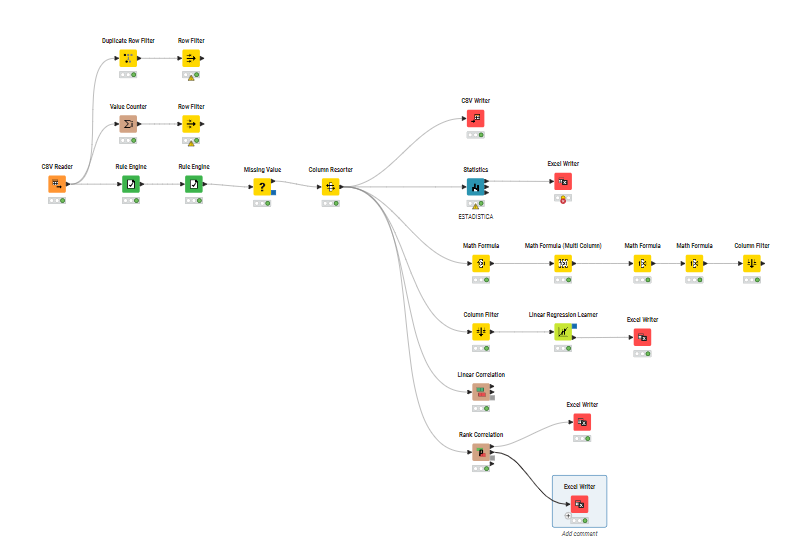 Duplicate Row Filter
Row Filter
CSV Writer
Value Counter
Row Filter
CSV Reader
Rule Engine
Rule Engine
Missing Value
Column Resorter
Statistics
Excel Writer
ESTADISTICA
Math Formula
Math Formula (Multi Column)
Math Formula
Math Formula
Column Filter
Column Filter
Linear Regression Learner
Excel Writer
Linear Correlation
Excel Writer
Rank Correlation
Excel Writer
Add comment